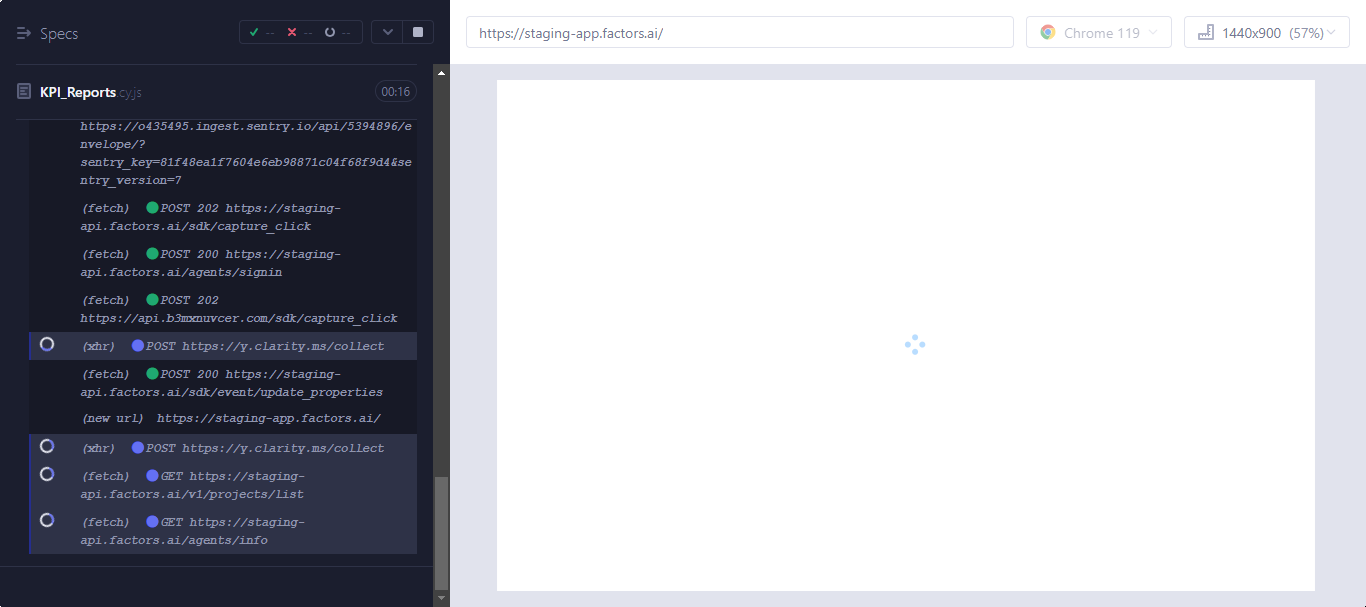 Specs
-- -- --
https://staging-app.factors.ai/
Chrome 119
1440x900 (57%)
KPI_Reports.cy.js
00:16
https://o435495.ingest.sentry.io/api/5394896/e
nvelope/?
sentry_key=81f48ea1f7604e6eb98871c04f68f9d4&se
ntry_version=7
(fetch) POST 202 https://staging-
api.factors.ai/sdk/capture_click
(fetch) POST 200 https://staging-
api.factors.ai/agents/signin
(fetch) POST 202
https://api.b3mxnuvcer.com/sdk/capture_click
(xhr) POST https://y.clarity.ms/collect
(fetch) POST 200 https://staging-
api.factors.ai/sdk/event/update_properties
(new url) https://staging-app.factors.ai/
(xhr) POST https://y.clarity.ms/collect
(fetch) GET https://staging-
api.factors.ai/v1/projects/list
(fetch) GET https://staging-
api.factors.ai/agents/info